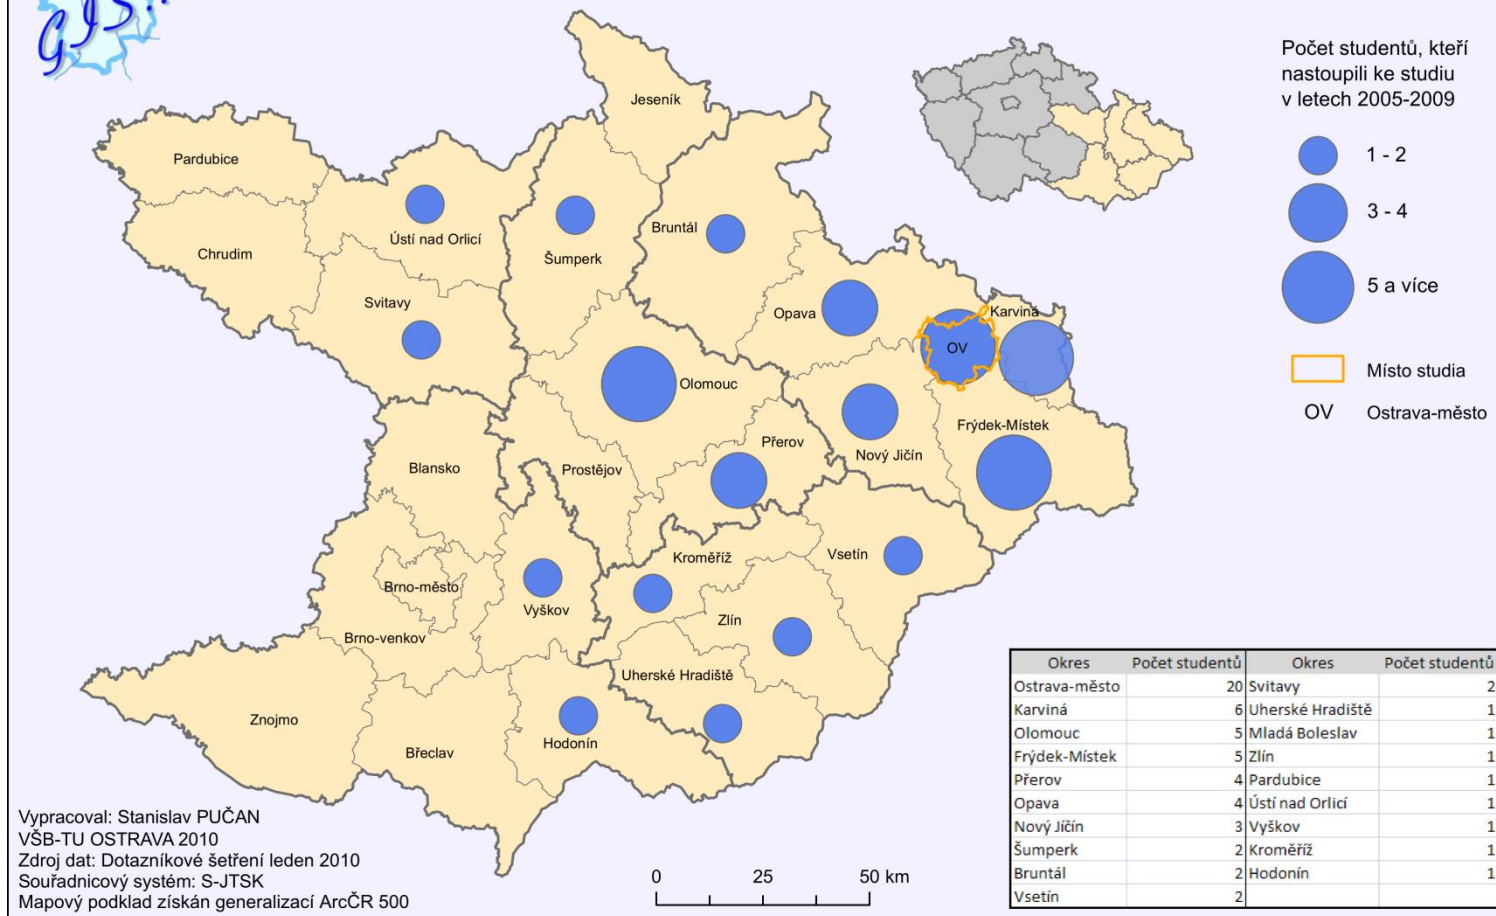 GIS
Počet studentů, kteří
nastoupili ke studiu
v letech 2005-2009
1 - 2
3 - 4
5 a více
Místo studia
OV Ostrava-město
Jeseník
Pardubice
Chrudim
Ústí nad Orlicí
Šumperk
Bruntál
Svitavy
Opava
Karviná
OV
Olomouc
Frýdek-Místek
Přerov
Nový Jičín
Blansko
Prostějov
Kroměříž
Vsetín
Brno-město
Vyškov
Zlín
Brno-venkov
Uherské Hradiště
Znojmo
Břeclav
Hodonín
Okres Počet studentů Okres Počet studentů
Ostrava-město 20 Svitavy 2
Karviná 6 Uherské Hradiště 1
Olomouc 5 Mladá Boleslav 1
Frýdek-Místek 5 Zlín 1
Přerov 4 Pardubice 1
Opava 4 Ústí nad Orlicí 1
Nový Jíčín 3 Vyškov 1
Šumperk 2 Kroměříž 1
Bruntál 2 Hodonín 1
Vsetín 2
Vypracoval: Stanislav PUČAN
VŠB-TU OSTRAVA 2010
Zdroj dat: Dotazníkové šetření leden 2010
Souřadnicový systém: S-JTSK
Mapový podklad získán generalizací ArcČR 500
0 25 50 km